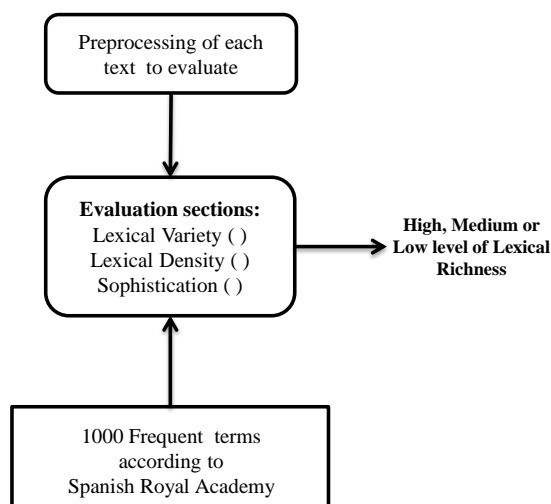 Preprocessing of each
text to evaluate
Evaluation sections:
Lexical Variety ( )
Lexical Density ( )
Sophistication ( )
High, Medium or
Low level of Lexical
Richness
1000 Frequent terms
according to
Spanish Royal Academy